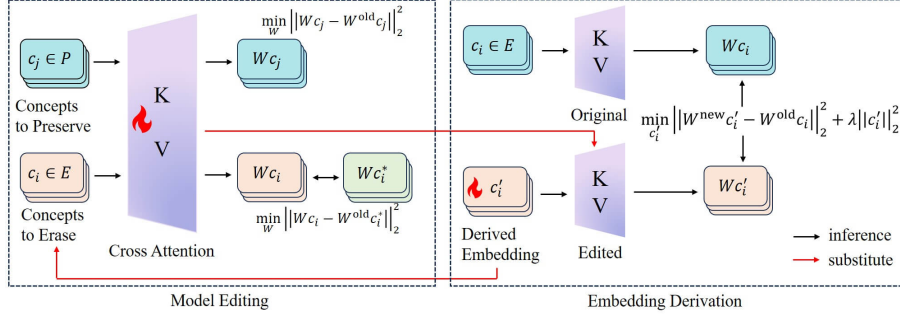 min_W ||Wc_j − W^old c_j||_2^2
c_j ∈ P
K
V
Wc_j
Concepts
to Preserve
c_i ∈ E
Wc_i
Wc_i^*
Concepts
to Erase
min_W ||Wc_i − W^old c_i^*||_2^2
Cross Attention
Model Editing
c_i ∈ E
K
V
Wc_i
Original
min_{c_i'} ||W^new c_i' − W^old c_i||_2^2 + λ||c_i'||_2^2
c_i'
K
V
Wc_i'
Derived
Embedding
Edited
inference
substitute
Embedding Derivation